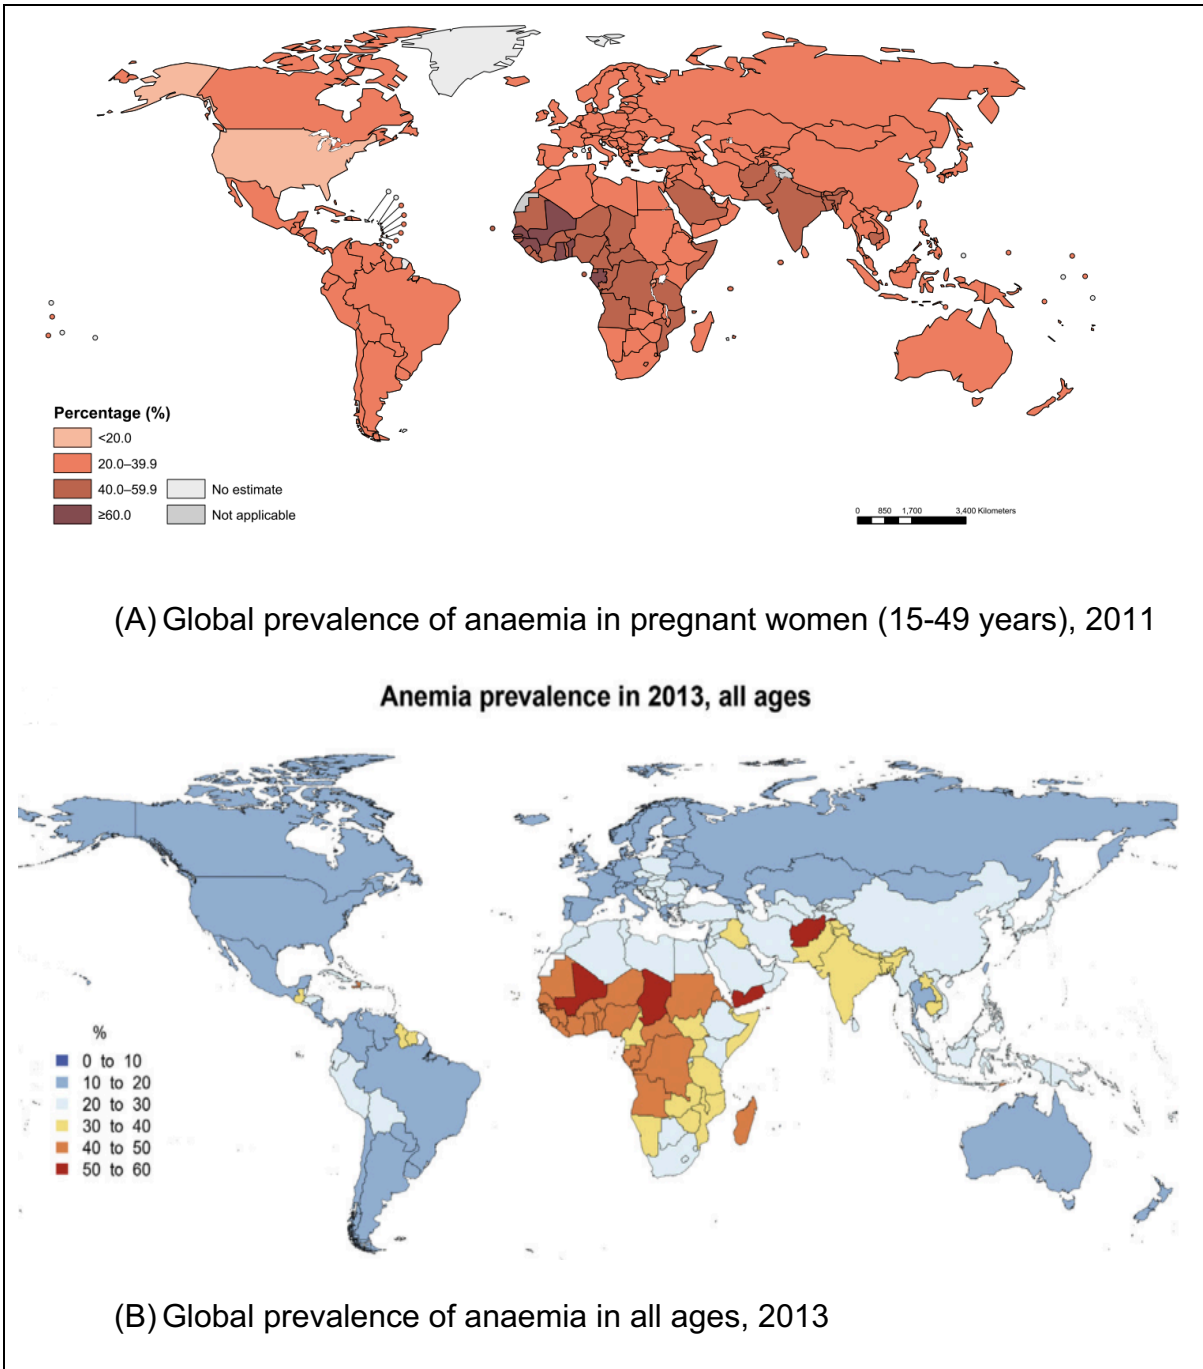 Percentage (%)
<20.0
20.0–39.9
40.0–59.9
≥60.0
No estimate
Not applicable
0 850 1,700 3,400 Kilometers
(A) Global prevalence of anaemia in pregnant women (15-49 years), 2011
Anemia prevalence in 2013, all ages
%
0 to 10
10 to 20
20 to 30
30 to 40
40 to 50
50 to 60
(B) Global prevalence of anaemia in all ages, 2013